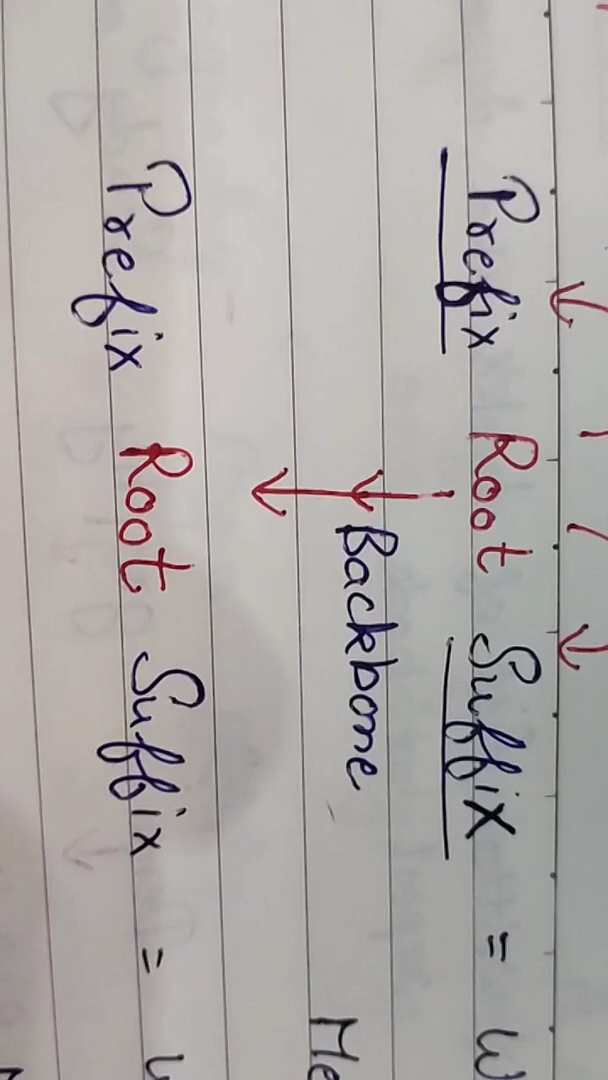 Prefix Root Suffix =
Backbone
Prefix Root Suffix =